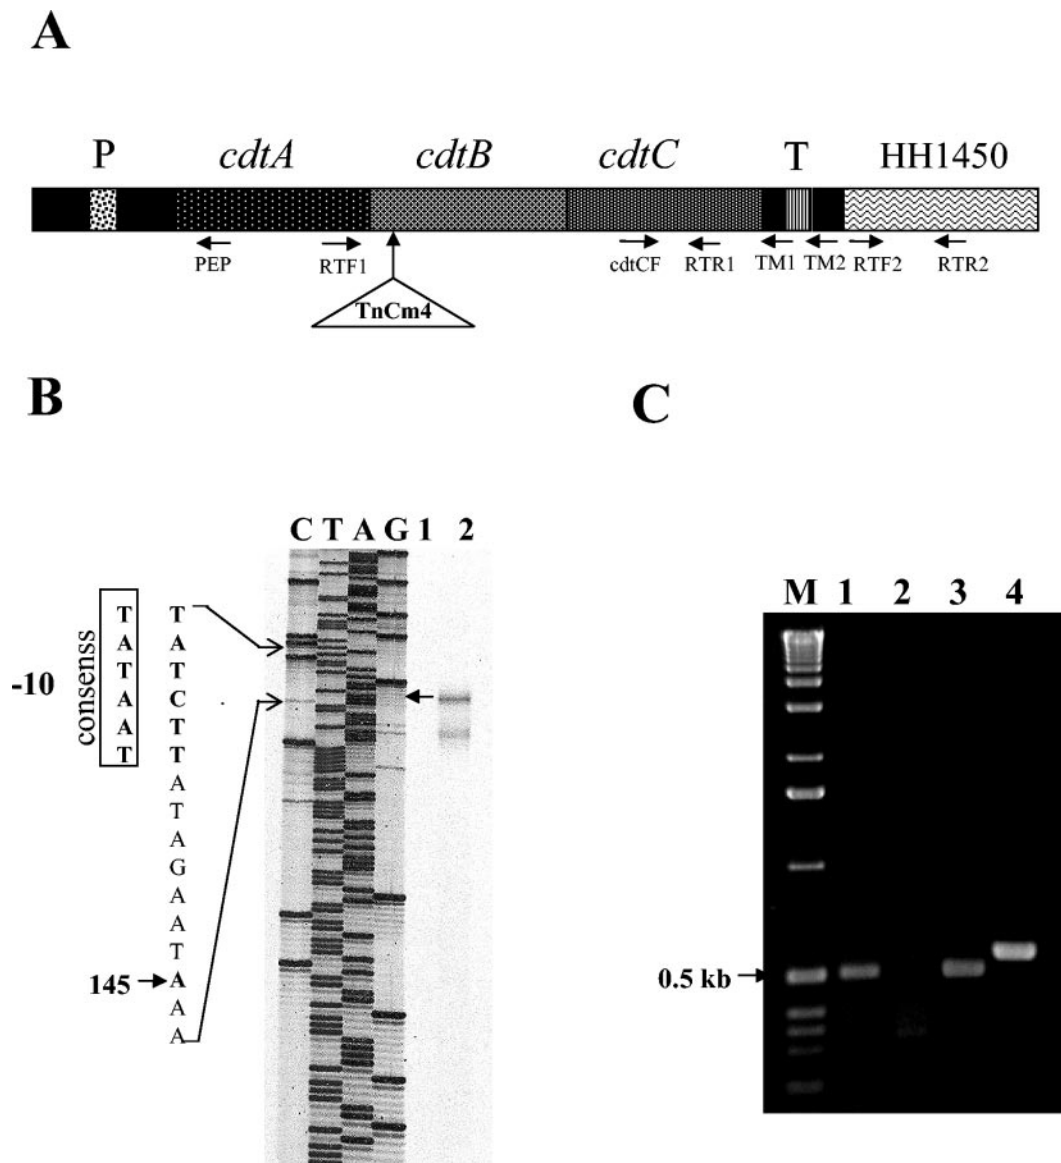 A
P cdtA cdtB cdtC T HH1450
PEP RTF1 cdtCF RTR1 TM1 TM2 RTF2 RTR2
TnCm4
B
C
C T A G 1 2
-10
consenss
T
A
T
A
A
T
T
A
T
C
T
T
A
T
A
G
A
A
T
A
A
A
145
M 1 2 3 4
0.5 kb